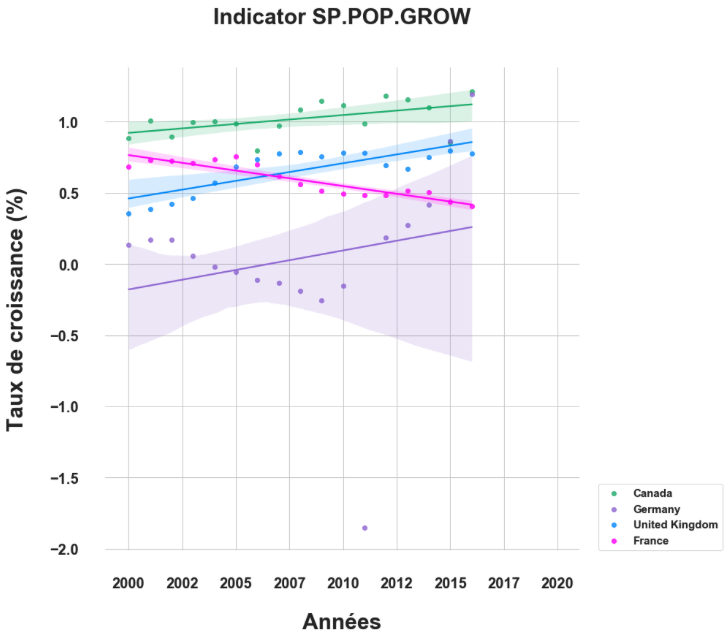 Indicator SP.POP.GROW
Taux de croissance (%)
1.0
0.5
0.0
−0.5
−1.0
−1.5
−2.0
2000 2002 2005 2007 2010 2012 2015 2017 2020
Années
Canada
Germany
United Kingdom
France